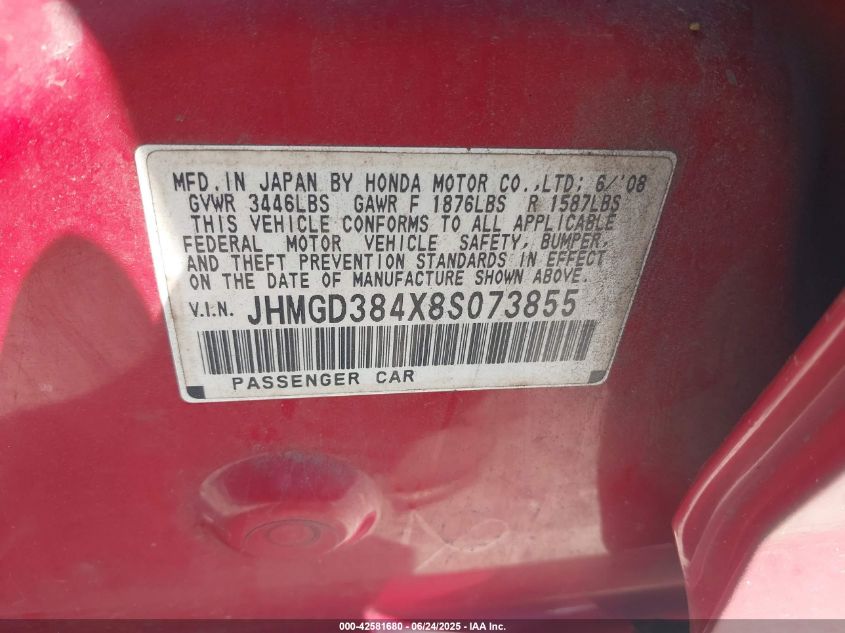 MFD. IN JAPAN BY HONDA MOTOR CO.,LTD; 6/'08
GVWR 3446LBS GAWR F 1876LBS R 1587LBS
THIS VEHICLE CONFORMS TO ALL APPLICABLE
FEDERAL MOTOR VEHICLE SAFETY, BUMPER,
AND THEFT PREVENTION STANDARDS IN EFFECT
ON THE DATE OF MANUFACTURE SHOWN ABOVE.
V.I.N. JHMGD384X8S073855
PASSENGER CAR
000-42581680 - 06/24/2025 - IAA Inc.